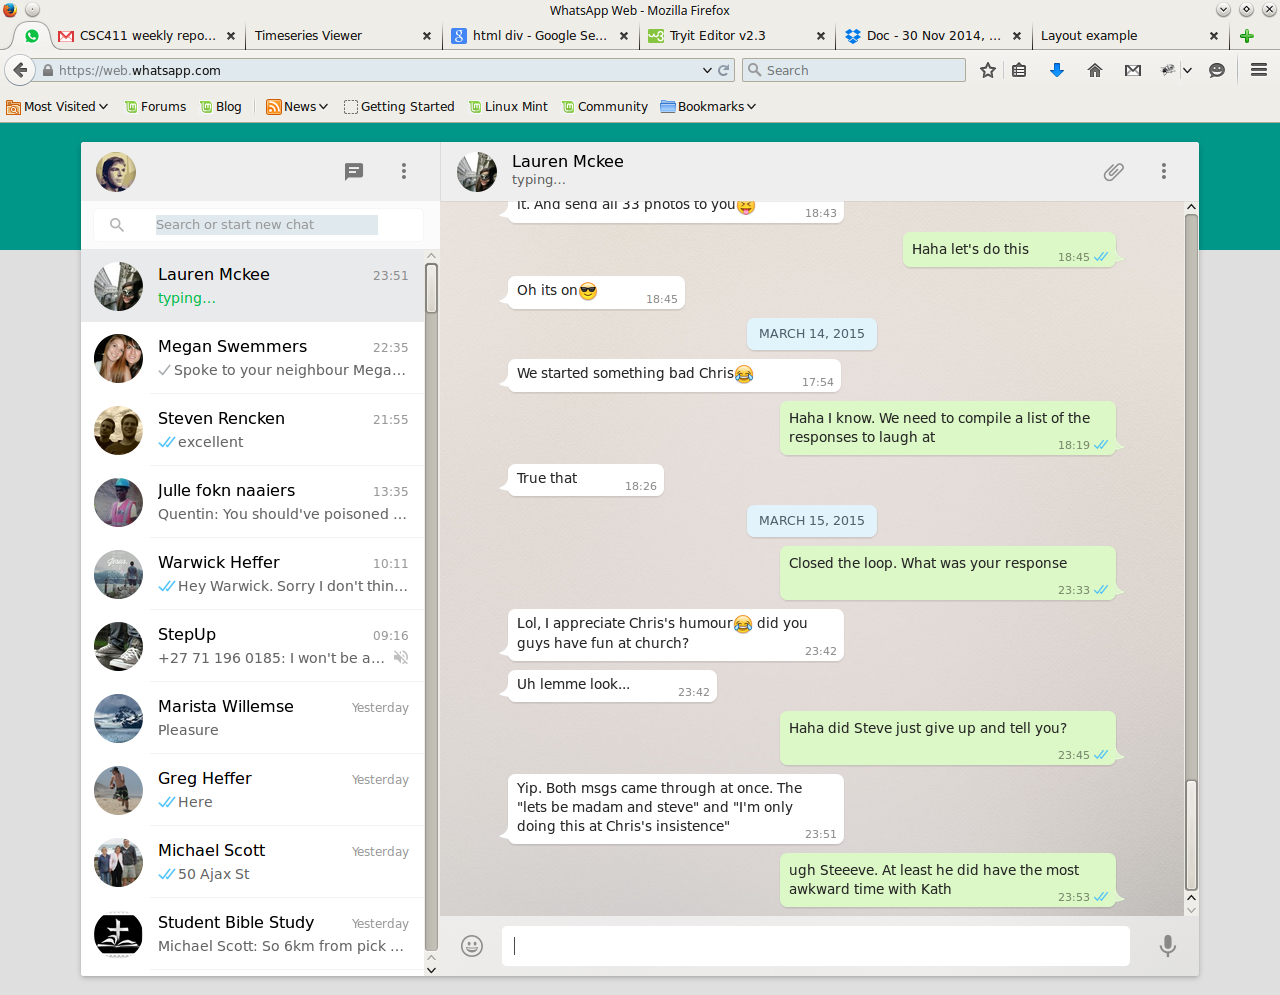 WhatsApp Web - Mozilla Firefox
CSC411 weekly repo...
Timeseries Viewer
html div - Google Se...
Tryit Editor v2.3
Doc - 30 Nov 2014, ...
Layout example
https://web.whatsapp.com
Search
Most Visited
Forums
Blog
News
Getting Started
Linux Mint
Community
Bookmarks
Search or start new chat
Lauren Mckee 23:51
typing...
Megan Swemmers 22:35
Spoke to your neighbour Mega...
Steven Rencken 21:55
excellent
Julle fokn naaiers 13:35
Quentin: You should've poisoned ...
Warwick Heffer 10:11
Hey Warwick. Sorry I don't thin...
StepUp 09:16
+27 71 196 0185: I won't be a...
Marista Willemse Yesterday
Pleasure
Greg Heffer Yesterday
Here
Michael Scott Yesterday
50 Ajax St
Student Bible Study Yesterday
Michael Scott: So 6km from pick ...
Lauren Mckee
typing...
it. And send all 33 photos to you😝
18:43
Haha let's do this
18:45
Oh its on😎
18:45
MARCH 14, 2015
We started something bad Chris😂
17:54
Haha I know. We need to compile a list of the
responses to laugh at
18:19
True that
18:26
MARCH 15, 2015
Closed the loop. What was your response
23:33
Lol, I appreciate Chris's humour😂 did you
guys have fun at church?
23:42
Uh lemme look...
23:42
Haha did Steve just give up and tell you?
23:45
Yip. Both msgs came through at once. The
"lets be madam and steve" and "I'm only
doing this at Chris's insistence"
23:51
ugh Steeeve. At least he did have the most
awkward time with Kath
23:53